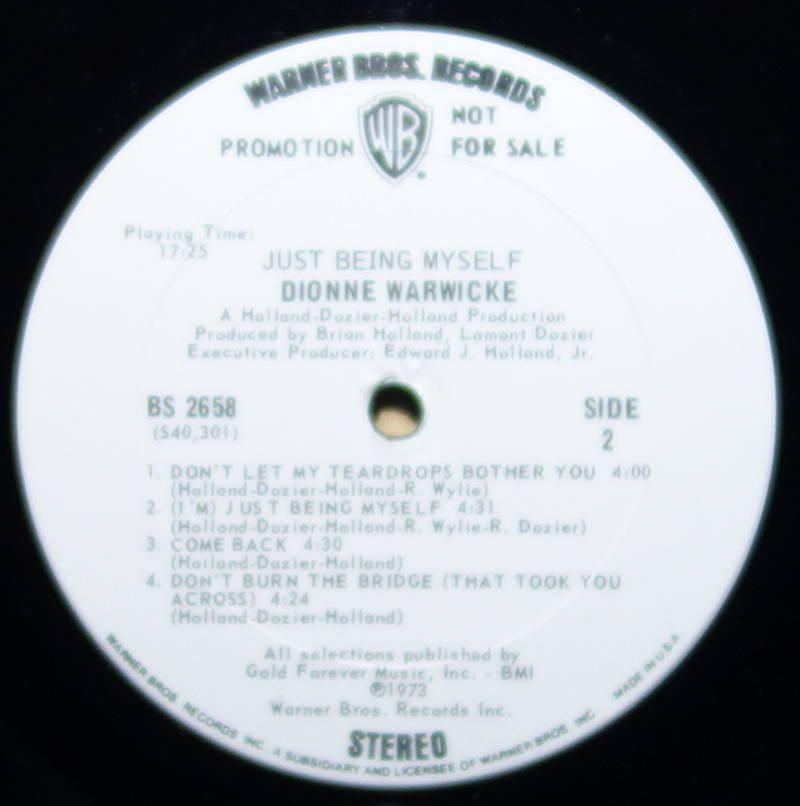 WARNER BROS. RECORDS
NOT
PROMOTION WB FOR SALE
Playing Time:
17:25
JUST BEING MYSELF
DIONNE WARWICKE
A Holland-Dozier-Holland Production
Produced by Brian Holland, Lamont Dozier
Executive Producer: Edward J. Holland, Jr.
BS 2658
(S40,301)
SIDE
2
1. DON'T LET MY TEARDROPS BOTHER YOU 4:00
(Holland-Dozier-Holland-R. Wylie)
2. (I'M) JUST BEING MYSELF 4:31
(Holland-Dozier-Holland-R. Wylie-R. Dozier)
3. COME BACK 4:30
(Holland-Dozier-Holland)
4. DON'T BURN THE BRIDGE (THAT TOOK YOU
ACROSS) 4:24
(Holland-Dozier-Holland)
All selections published by
Gold Forever Music, Inc. - BMI
℗1973
Warner Bros. Records Inc.
STEREO
WARNER BROS. RECORDS INC. A SUBSIDIARY AND LICENSEE OF WARNER BROS. INC. MADE IN U.S.A.